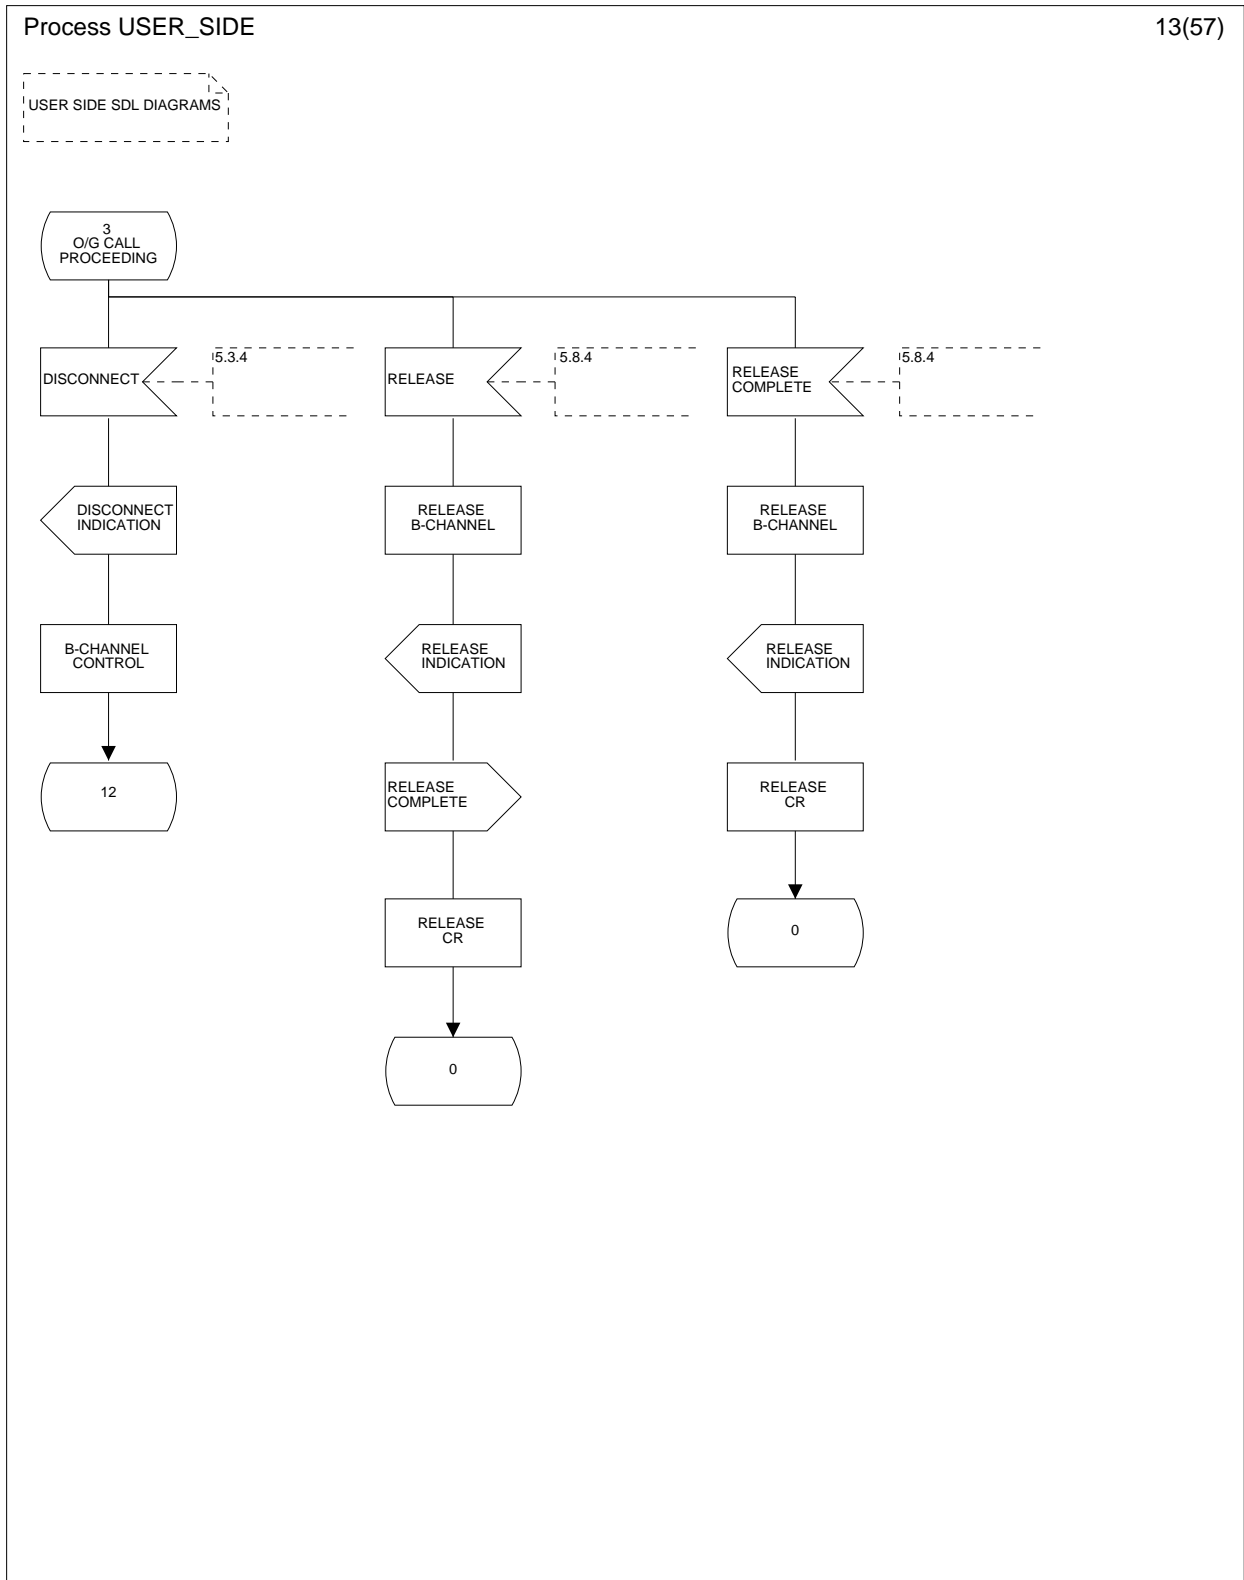 Process USER_SIDE
13(57)
USER SIDE SDL DIAGRAMS
3
O/G CALL
PROCEEDING
DISCONNECT
5.3.4
RELEASE
5.8.4
RELEASE
COMPLETE
5.8.4
DISCONNECT
INDICATION
RELEASE
B-CHANNEL
RELEASE
B-CHANNEL
B-CHANNEL
CONTROL
RELEASE
INDICATION
RELEASE
INDICATION
12
RELEASE
COMPLETE
RELEASE
CR
RELEASE
CR
0
0